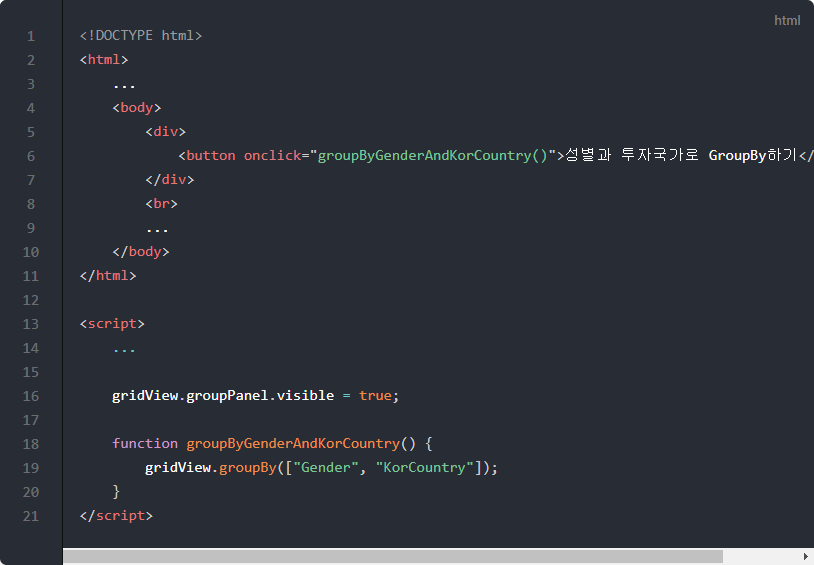 html
1 <!DOCTYPE html>
2 <html>
3 ...
4 <body>
5 <div>
6 <button onclick="groupByGenderAndKorCountry()">성별과 투자국가로 GroupBy하기</
7 </div>
8 <br>
9 ...
10 </body>
11 </html>
12
13 <script>
14 ...
15
16 gridView.groupPanel.visible = true;
17
18 function groupByGenderAndKorCountry() {
19 gridView.groupBy(["Gender", "KorCountry"]);
20 }
21 </script>